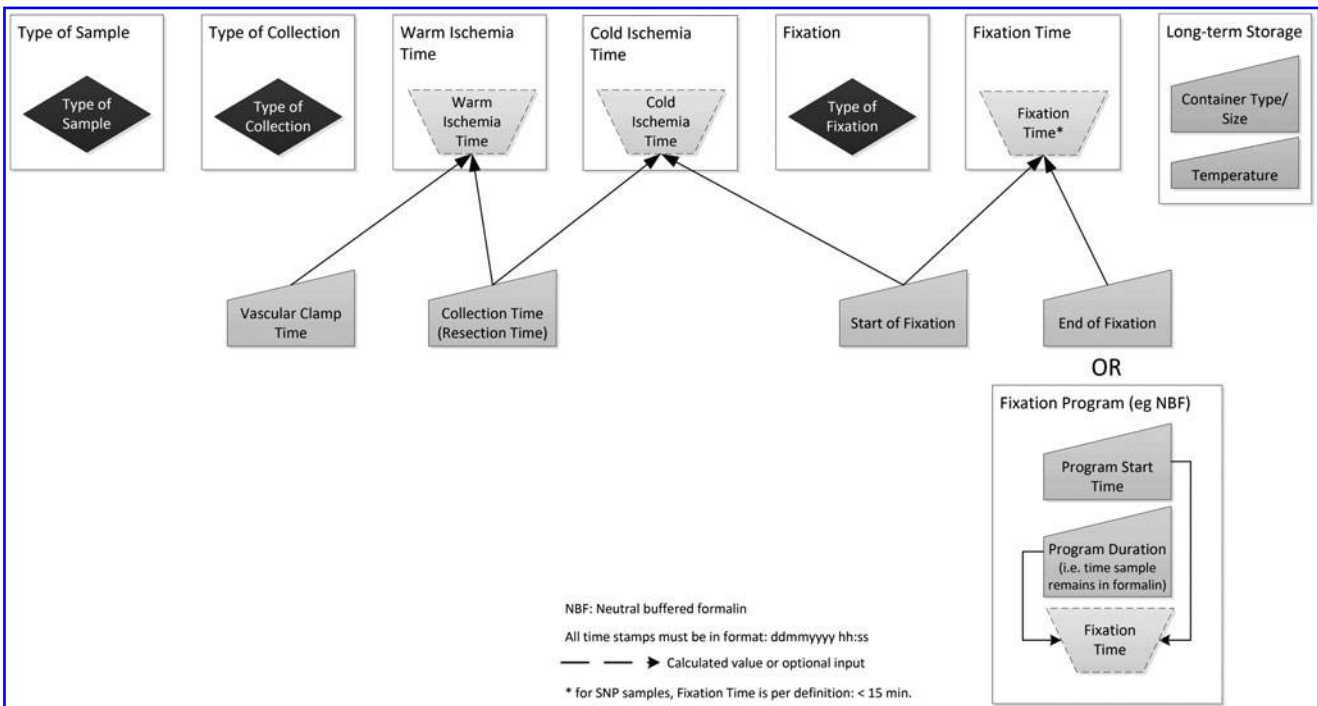 Type of Sample
Type of
Sample
Type of Collection
Type of
Collection
Warm Ischemia
Time
Warm
Ischemia
Time
Cold Ischemia
Time
Cold
Ischemia
Time
Fixation
Type of
Fixation
Fixation Time
Fixation
Time*
Long-term Storage
Container Type/
Size
Temperature
Vascular Clamp
Time
Collection Time
(Resection Time)
Start of Fixation
End of Fixation
OR
Fixation Program (eg NBF)
Program Start
Time
Program Duration
(i.e. time sample
remains in formalin)
Fixation
Time
NBF: Neutral buffered formalin
All time stamps must be in format: ddmmyyyy hh:ss
Calculated value or optional input
* for SNP samples, Fixation Time is per definition: < 15 min.